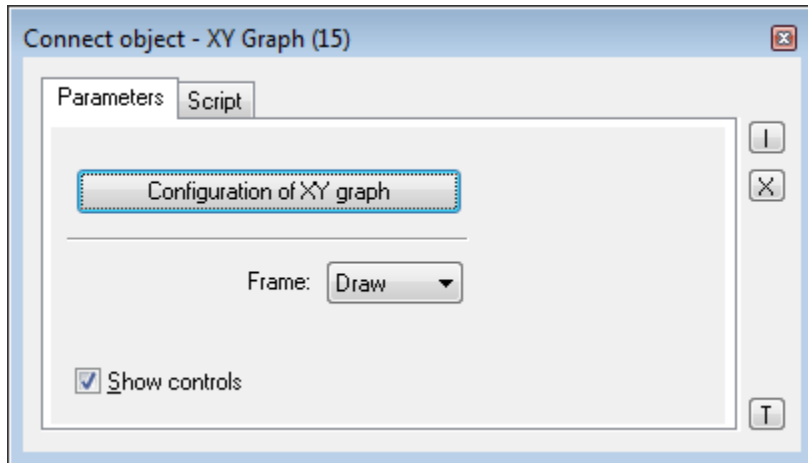 Connect object - XY Graph (15)
Parameters
Script
I
X
Configuration of XY graph
Frame: Draw
Show controls
T